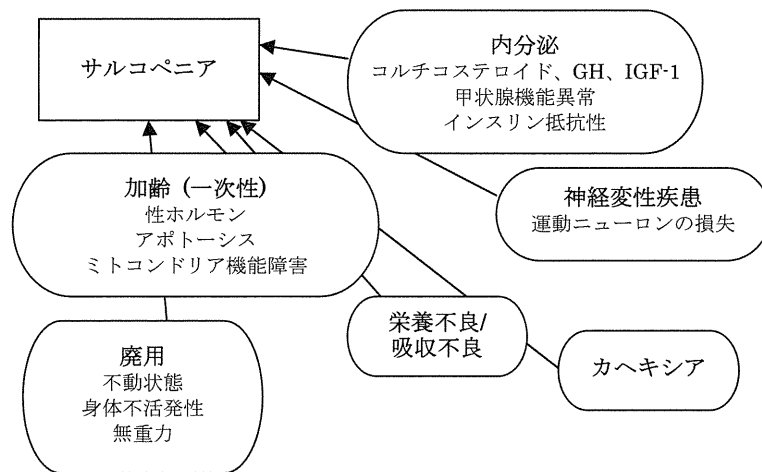 サルコペニア
内分泌
コルチコステロイド、GH、IGF-1
甲状腺機能異常
インスリン抵抗性
加齢 (一次性)
性ホルモン
アポトーシス
ミトコンドリア機能障害
神経変性疾患
運動ニューロンの損失
栄養不良/
吸収不良
カヘキシア
廃用
不動状態
身体不活発性
無重力